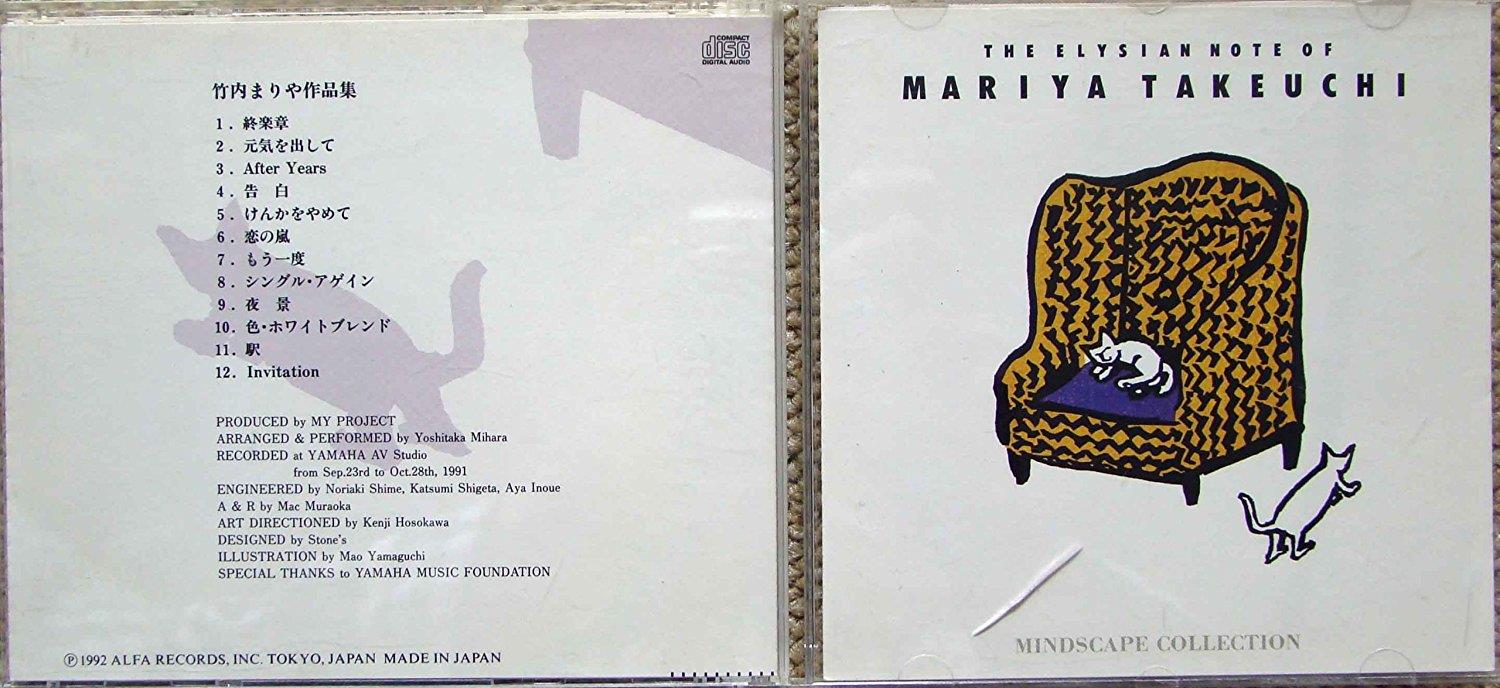 COMPACT
disc
DIGITAL AUDIO
竹内まりや作品集
1. 終楽章
2. 元気を出して
3. After Years
4. 告 白
5. けんかをやめて
6. 恋の嵐
7. もう一度
8. シングル・アゲイン
9. 夜 景
10. 色・ホワイトブレンド
11. 駅
12. Invitation
PRODUCED by MY PROJECT
ARRANGED & PERFORMED by Yoshitaka Mihara
RECORDED at YAMAHA AV Studio
from Sep.23rd to Oct.28th, 1991
ENGINEERED by Noriaki Shime, Katsumi Shigeta, Aya Inoue
A & R by Mac Muraoka
ART DIRECTIONED by Kenji Hosokawa
DESIGNED by Stone's
ILLUSTRATION by Mao Yamaguchi
SPECIAL THANKS to YAMAHA MUSIC FOUNDATION
Ⓟ1992 ALFA RECORDS, INC. TOKYO, JAPAN MADE IN JAPAN
THE ELYSIAN NOTE OF
MARIYA TAKEUCHI
MINDSCAPE COLLECTION